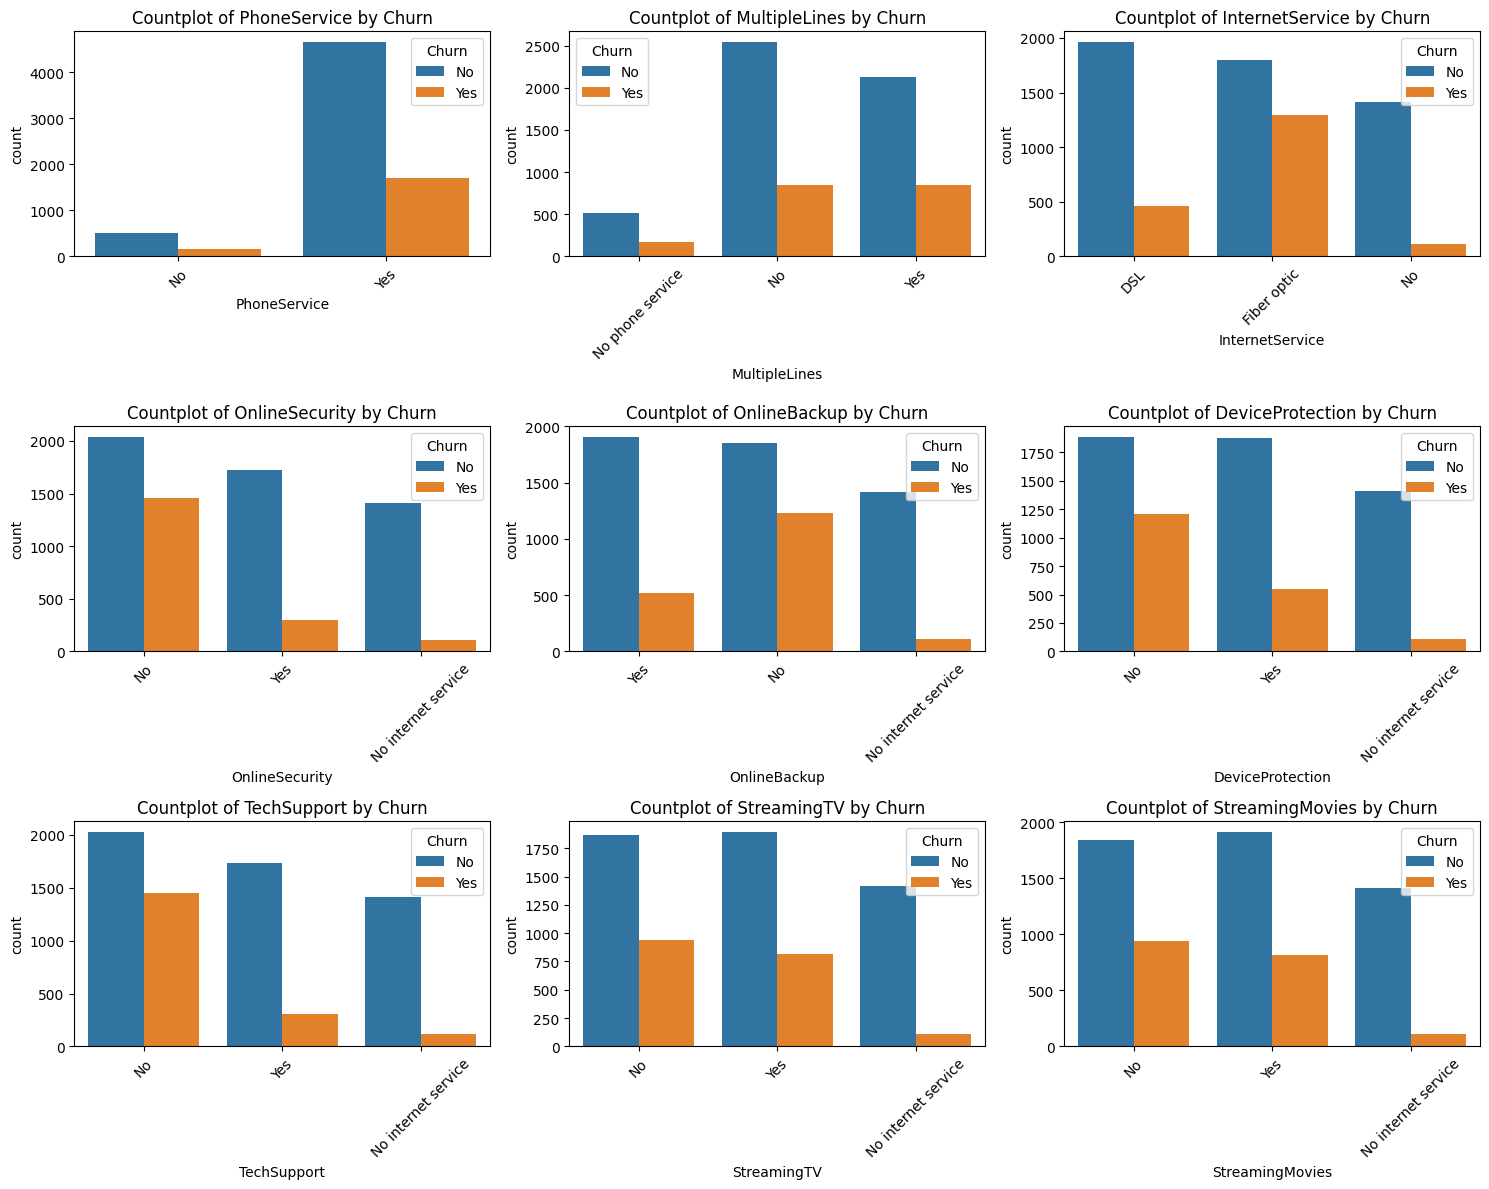 Countplot of PhoneService by Churn
Churn
No
Yes
4000
3000
2000
1000
0
count
No
Yes
PhoneService
Countplot of MultipleLines by Churn
Churn
No
Yes
2500
2000
1500
1000
500
0
count
No phone service
No
Yes
MultipleLines
Countplot of InternetService by Churn
Churn
No
Yes
2000
1500
1000
500
0
count
DSL
Fiber optic
No
InternetService
Countplot of OnlineSecurity by Churn
Churn
No
Yes
2000
1500
1000
500
0
count
No
Yes
No internet service
OnlineSecurity
Countplot of OnlineBackup by Churn
Churn
No
Yes
2000
1500
1000
500
0
count
Yes
No
No internet service
OnlineBackup
Countplot of DeviceProtection by Churn
Churn
No
Yes
1750
1500
1250
1000
750
500
250
0
count
No
Yes
No internet service
DeviceProtection
Countplot of TechSupport by Churn
Churn
No
Yes
2000
1500
1000
500
0
count
No
Yes
No internet service
TechSupport
Countplot of StreamingTV by Churn
Churn
No
Yes
1750
1500
1250
1000
750
500
250
0
count
No
Yes
No internet service
StreamingTV
Countplot of StreamingMovies by Churn
Churn
No
Yes
2000
1500
1000
500
0
count
No
Yes
No internet service
StreamingMovies